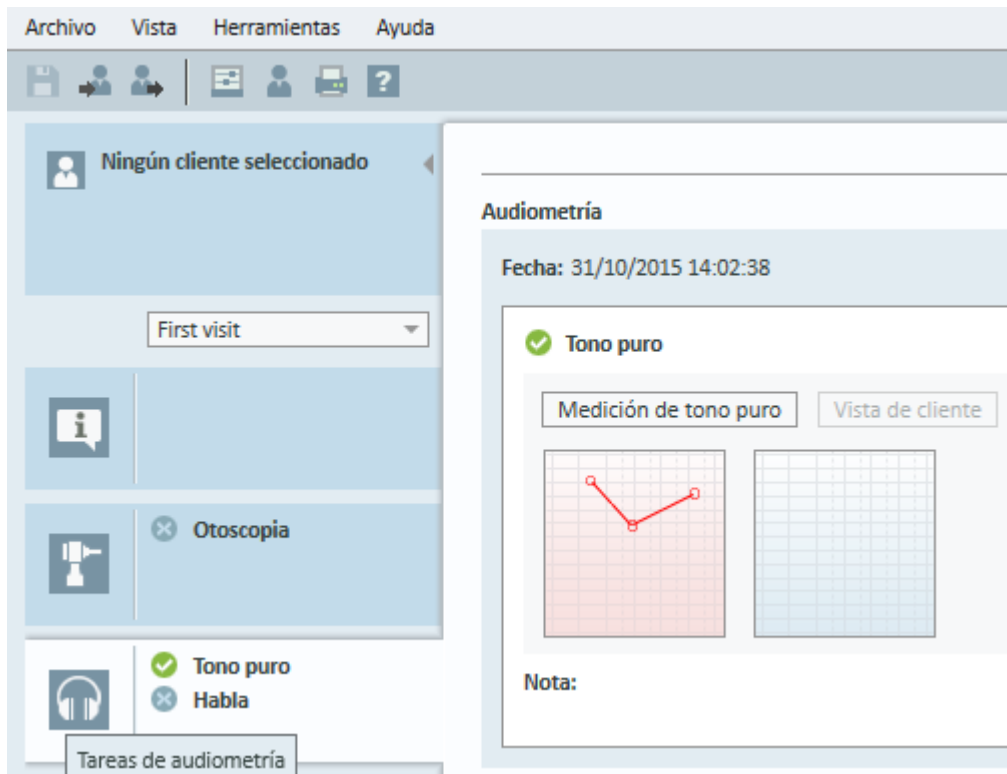 Archivo Vista Herramientas Ayuda
?
Ningún cliente seleccionado
First visit
i
Otoscopia
Tono puro
Habla
Tareas de audiometría
Audiometría
Fecha: 31/10/2015 14:02:38
Tono puro
Medición de tono puro Vista de cliente
Nota: